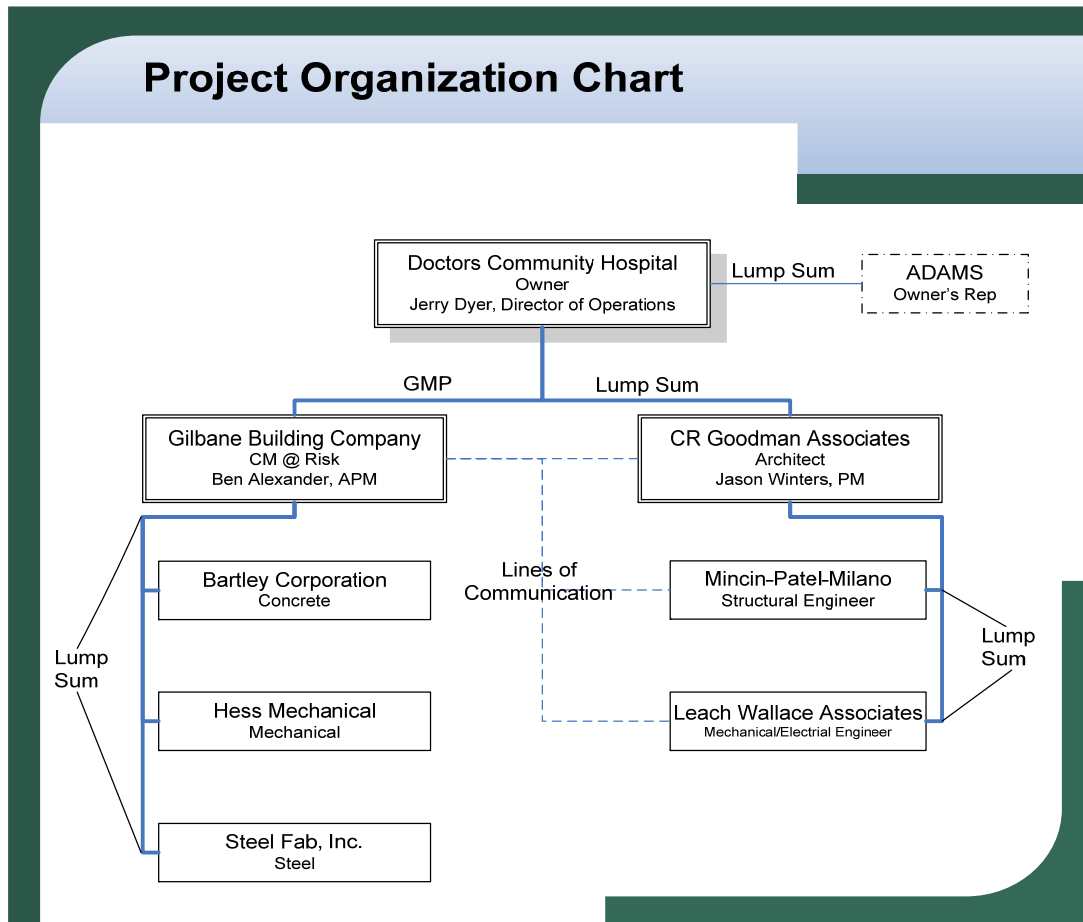 Project Organization Chart
Doctors Community Hospital
Owner
Jerry Dyer, Director of Operations
Lump Sum
ADAMS
Owner's Rep
GMP
Lump Sum
Gilbane Building Company
CM @ Risk
Ben Alexander, APM
CR Goodman Associates
Architect
Jason Winters, PM
Bartley Corporation
Concrete
Lines of
Communication
Mincin-Patel-Milano
Structural Engineer
Lump
Sum
Lump
Sum
Hess Mechanical
Mechanical
Leach Wallace Associates
Mechanical/Electrial Engineer
Steel Fab, Inc.
Steel